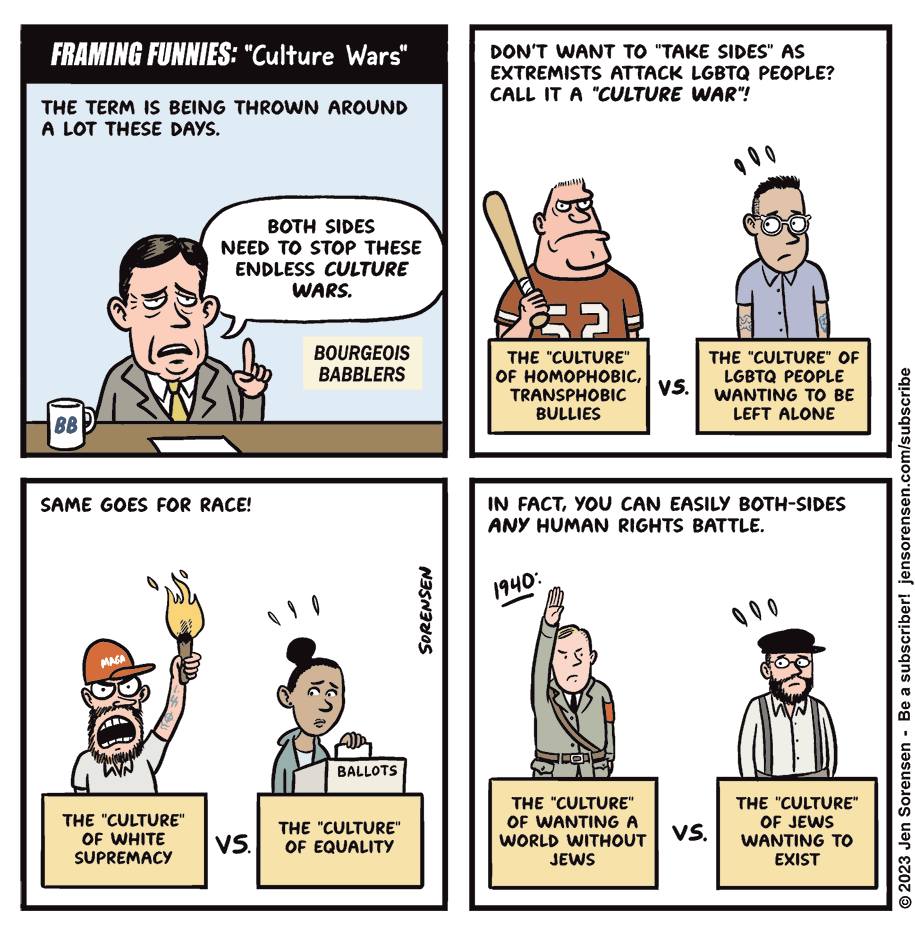 FRAMING FUNNIES: "Culture Wars"
THE TERM IS BEING THROWN AROUND
A LOT THESE DAYS.
BOTH SIDES
NEED TO STOP THESE
ENDLESS CULTURE
WARS.
BOURGEOIS
BABBLERS
BB
DON'T WANT TO "TAKE SIDES" AS
EXTREMISTS ATTACK LGBTQ PEOPLE?
CALL IT A "CULTURE WAR"!
52
THE "CULTURE"
OF HOMOPHOBIC,
TRANSPHOBIC
BULLIES
VS.
THE "CULTURE" OF
LGBTQ PEOPLE
WANTING TO BE
LEFT ALONE
SAME GOES FOR RACE!
SORENSEN
MAGA
BALLOTS
THE "CULTURE"
OF WHITE
SUPREMACY
VS.
THE "CULTURE"
OF EQUALITY
IN FACT, YOU CAN EASILY BOTH-SIDES
ANY HUMAN RIGHTS BATTLE.
1940:
THE "CULTURE"
OF WANTING A
WORLD WITHOUT
JEWS
VS.
THE "CULTURE"
OF JEWS
WANTING TO
EXIST
© 2023 Jen Sorensen - Be a subscriber! jensorensen.com/subscribe